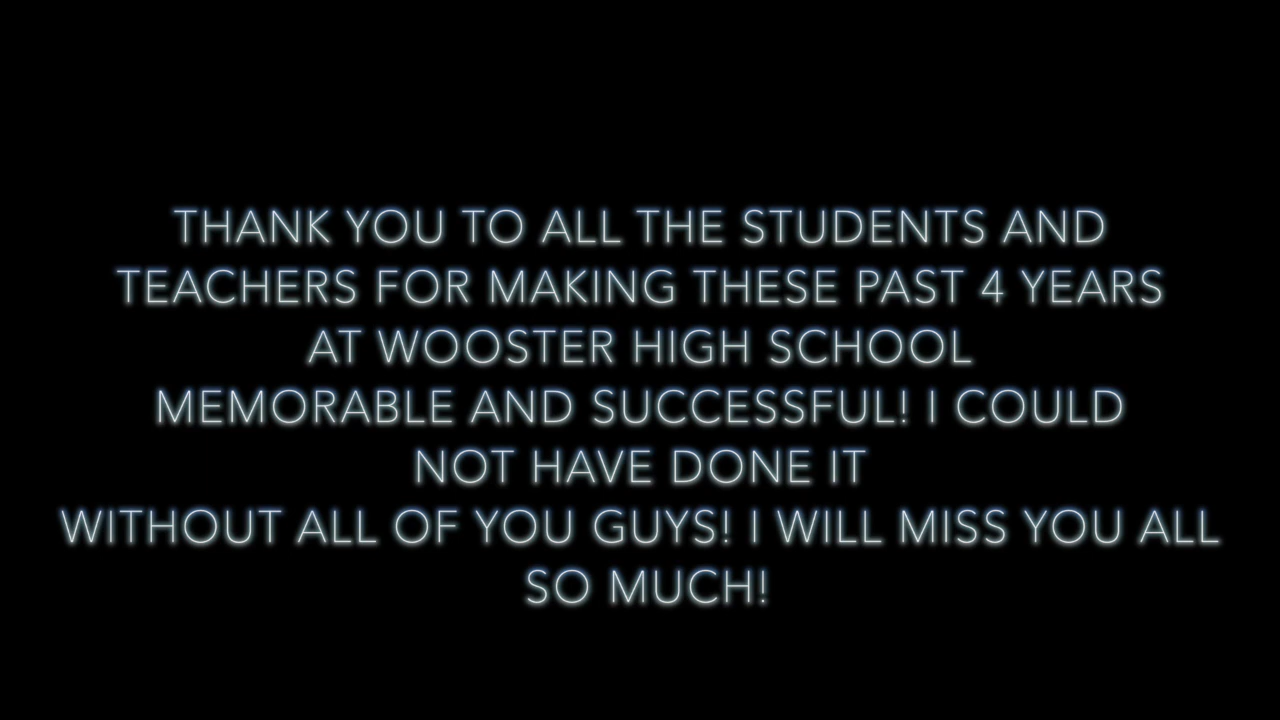 THANK YOU TO ALL THE STUDENTS AND
TEACHERS FOR MAKING THESE PAST 4 YEARS
AT WOOSTER HIGH SCHOOL
MEMORABLE AND SUCCESSFUL! I COULD
NOT HAVE DONE IT
WITHOUT ALL OF YOU GUYS! I WILL MISS YOU ALL
SO MUCH!